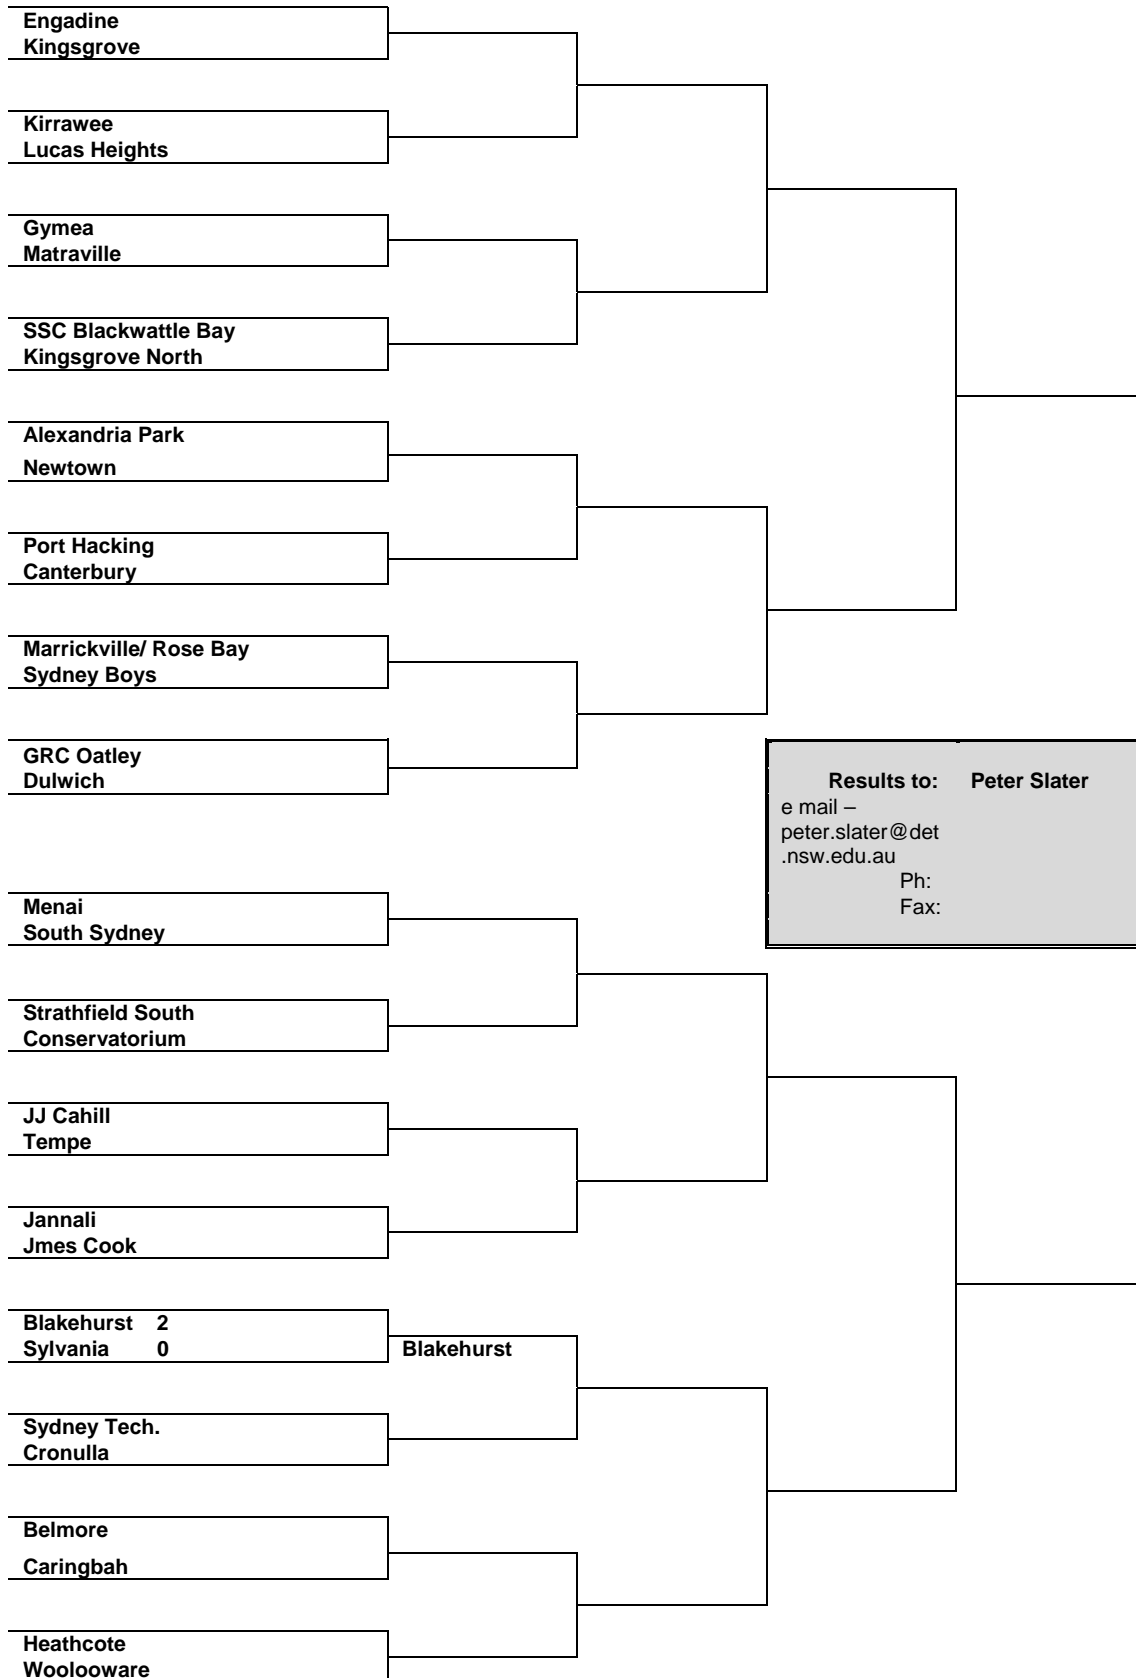 Engadine
Kingsgrove
Kirrawee
Lucas Heights
Gymea
Matraville
SSC Blackwattle Bay
Kingsgrove North
Alexandria Park
Newtown
Port Hacking
Canterbury
Marrickville/ Rose Bay
Sydney Boys
GRC Oatley
Dulwich
Results to: Peter Slater
e mail –
peter.slater@det
.nsw.edu.au
Ph:
Fax:
Menai
South Sydney
Strathfield South
Conservatorium
JJ Cahill
Tempe
Jannali
Jmes Cook
Blakehurst 2
Sylvania 0
Blakehurst
Sydney Tech.
Cronulla
Belmore
Caringbah
Heathcote
Woolooware